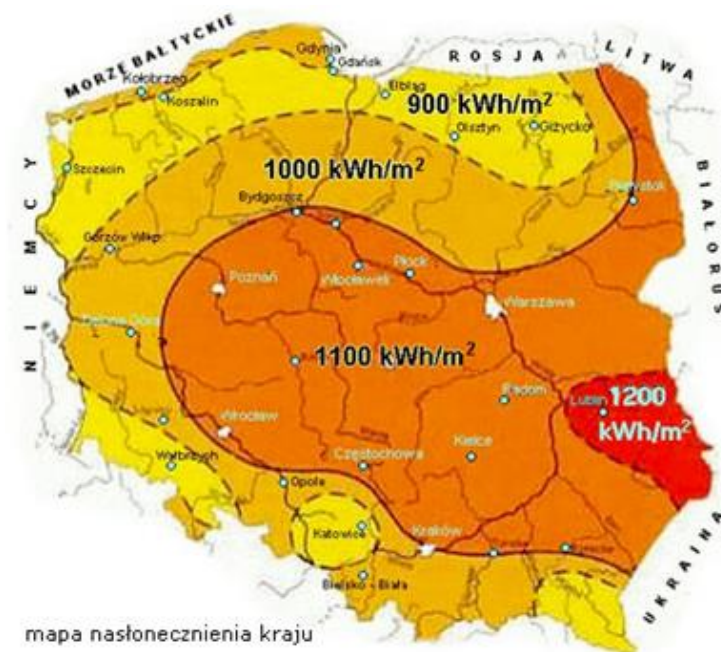 MORZE BAŁTYCKIE
ROSJA
LITWA
BIAŁORUŚ
UKRAINA
NIEMCY
Gdynia
Gdańsk
Kołobrzeg
Koszalin
Elbląg
900 kWh/m²
Olsztyn
Giżycko
Szczecin
1000 kWh/m²
Bydgoszcz
Białystok
Gorzów Wlkp
Poznań
Włocławek
Płock
Warszawa
Zielona Góra
1100 kWh/m²
Radom
Lublin
1200
kWh/m²
Wrocław
Kielce
Częstochowa
Wałbrzych
Opole
Katowice
Kraków
Bielsko - Biała
mapa nasłonecznienia kraju